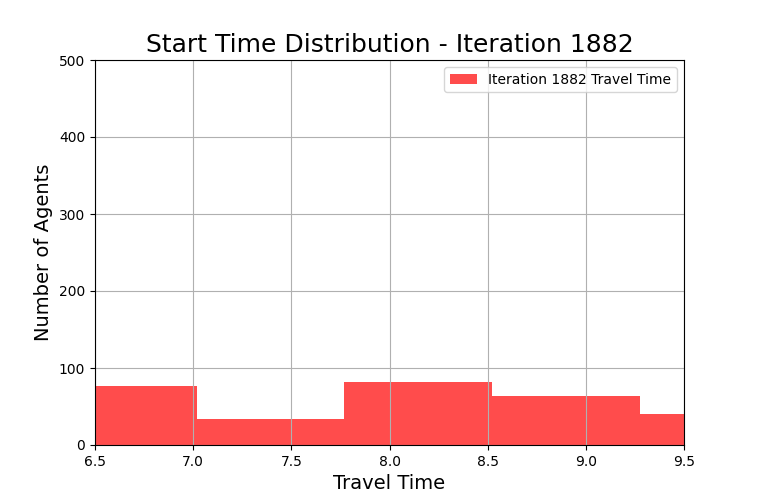 Start Time Distribution - Iteration 1882
Iteration 1882 Travel Time
Number of Agents
500
400
300
200
100
0
6.5 7.0 7.5 8.0 8.5 9.0 9.5
Travel Time